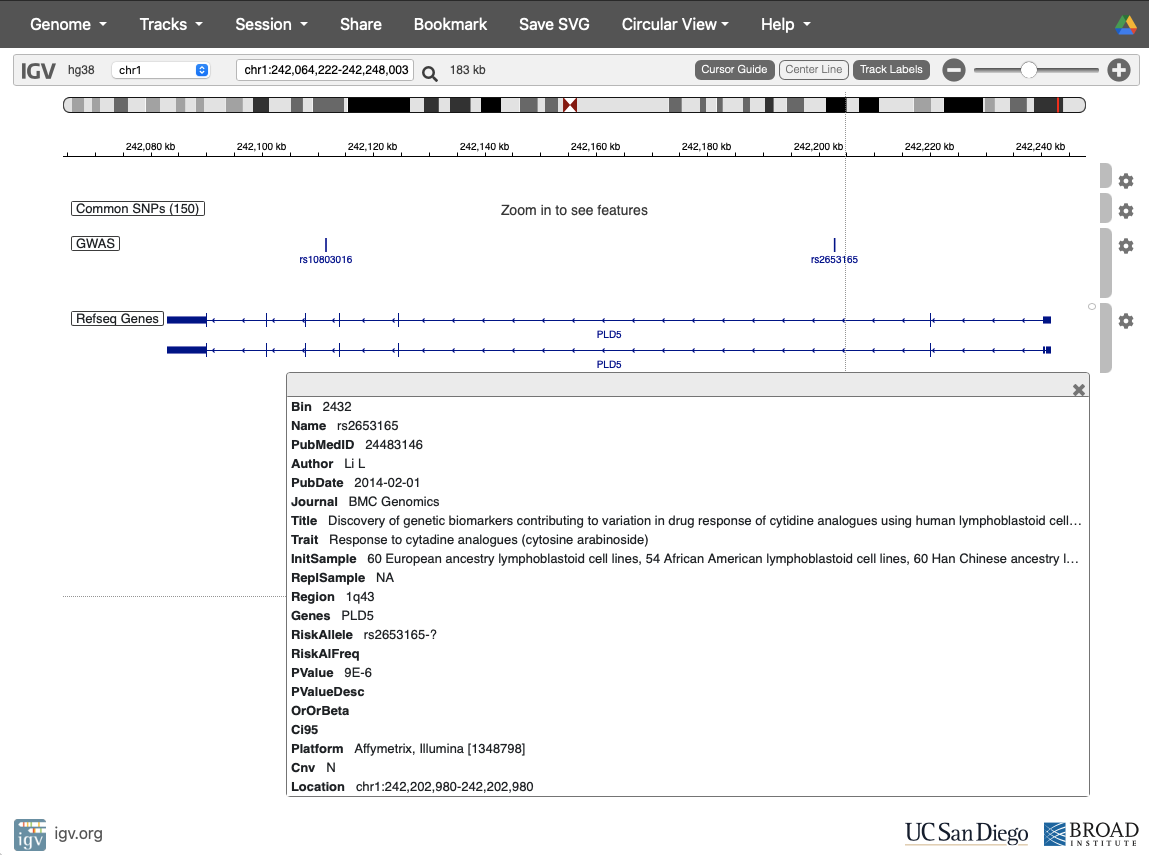 Genome Tracks Session Share Bookmark Save SVG Circular View Help
IGV hg38 chr1 chr1:242,064,222-242,248,003 183 kb Cursor Guide Center Line Track Labels
242,080 kb 242,100 kb 242,120 kb 242,140 kb 242,160 kb 242,180 kb 242,200 kb 242,220 kb 242,240 kb
Common SNPs (150) Zoom in to see features
GWAS
rs10803016 rs2653165
Refseq Genes
PLD5
PLD5
Bin 2432
Name rs2653165
PubMedID 24483146
Author Li L
PubDate 2014-02-01
Journal BMC Genomics
Title Discovery of genetic biomarkers contributing to variation in drug response of cytidine analogues using human lymphoblastoid cell...
Trait Response to cytadine analogues (cytosine arabinoside)
InitSample 60 European ancestry lymphoblastoid cell lines, 54 African American lymphoblastoid cell lines, 60 Han Chinese ancestry l...
ReplSample NA
Region 1q43
Genes PLD5
RiskAllele rs2653165-?
RiskAlFreq
PValue 9E-6
PValueDesc
OrOrBeta
Ci95
Platform Affymetrix, Illumina [1348798]
Cnv N
Location chr1:242,202,980-242,202,980
igv igv.org UC San Diego BROAD
INSTITUTE